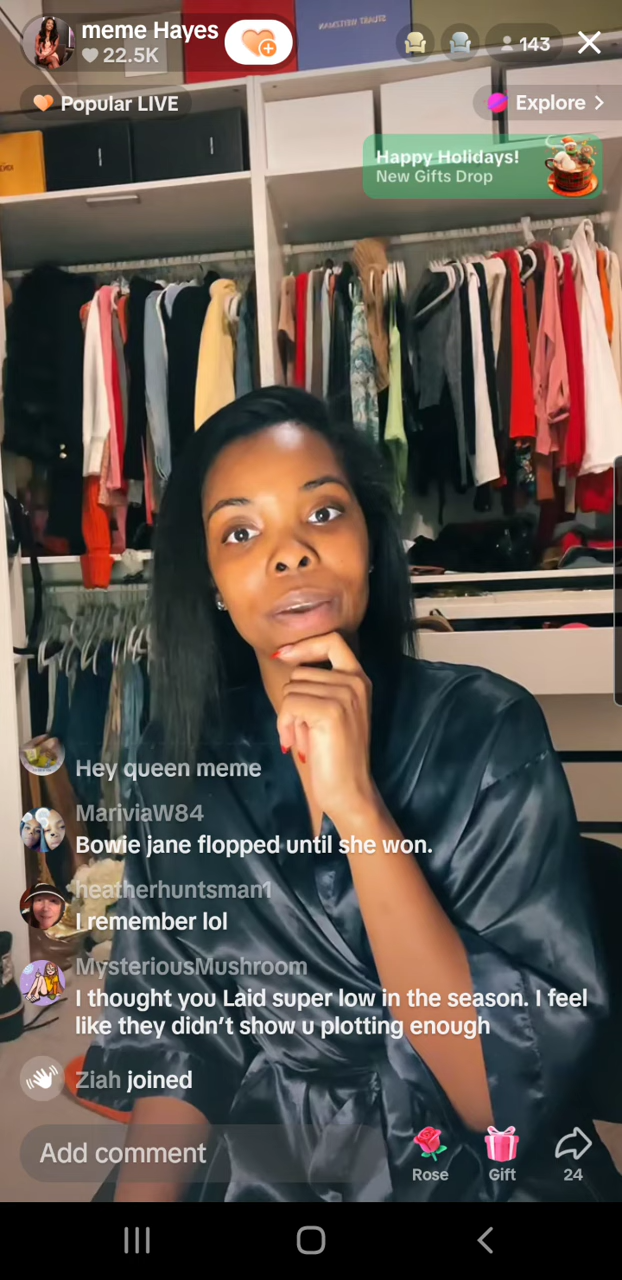 STUART WEITZMAN
meme Hayes
22.5K
143
Popular LIVE
Explore >
Happy Holidays!
New Gifts Drop
Hey queen meme
MariviaW84
Bowie jane flopped until she won.
heatherhuntsman1
I remember lol
MysteriousMushroom
I thought you Laid super low in the season. I feel
like they didn’t show u plotting enough
Ziah joined
Add comment
Rose
Gift
24